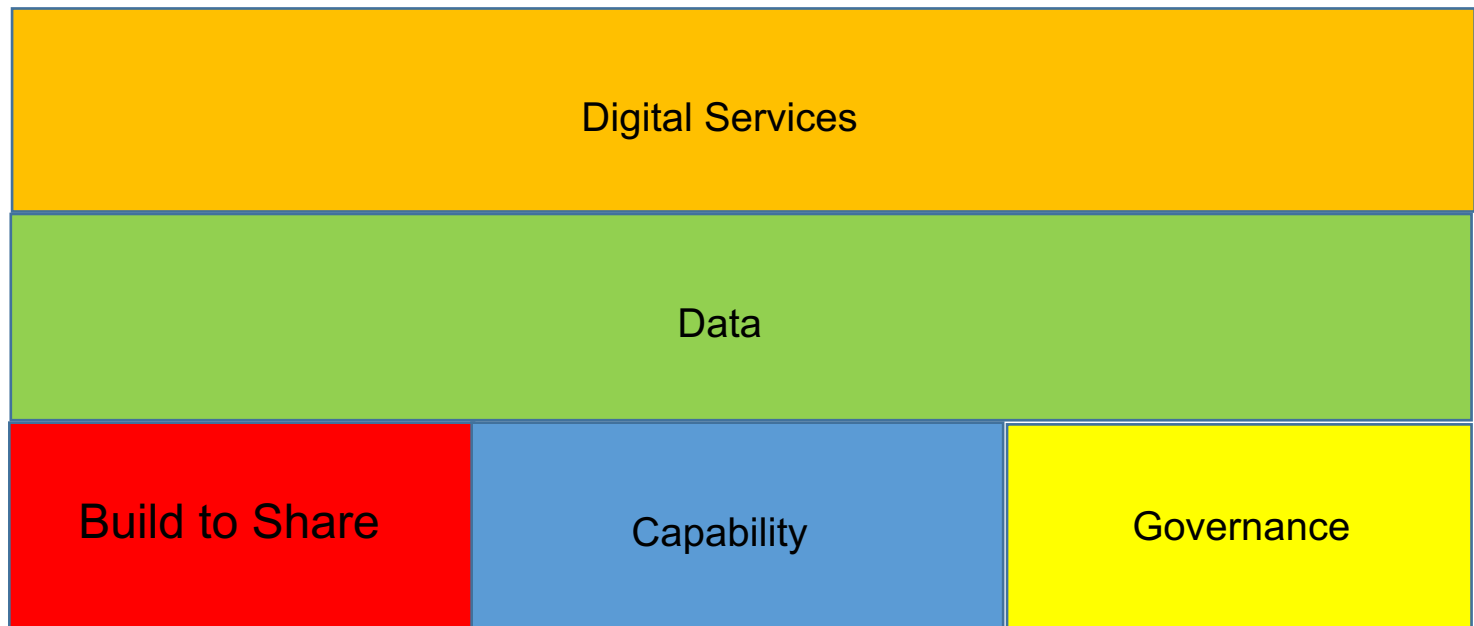 Digital Services
Data
Build to Share
Capability
Governance